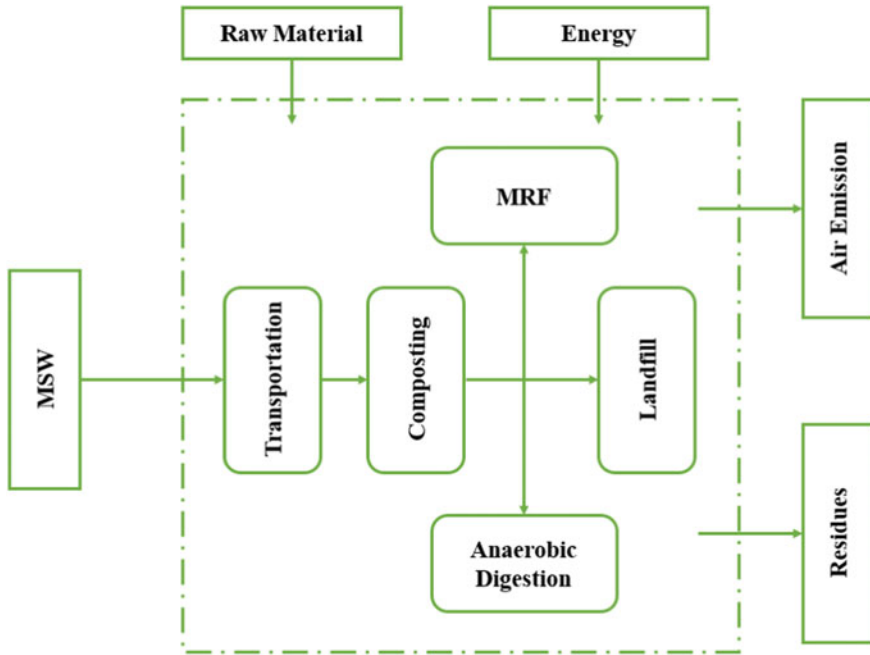 Raw Material
Energy
MSW
Transportation
Composting
MRF
Landfill
Anaerobic
Digestion
Air Emission
Residues